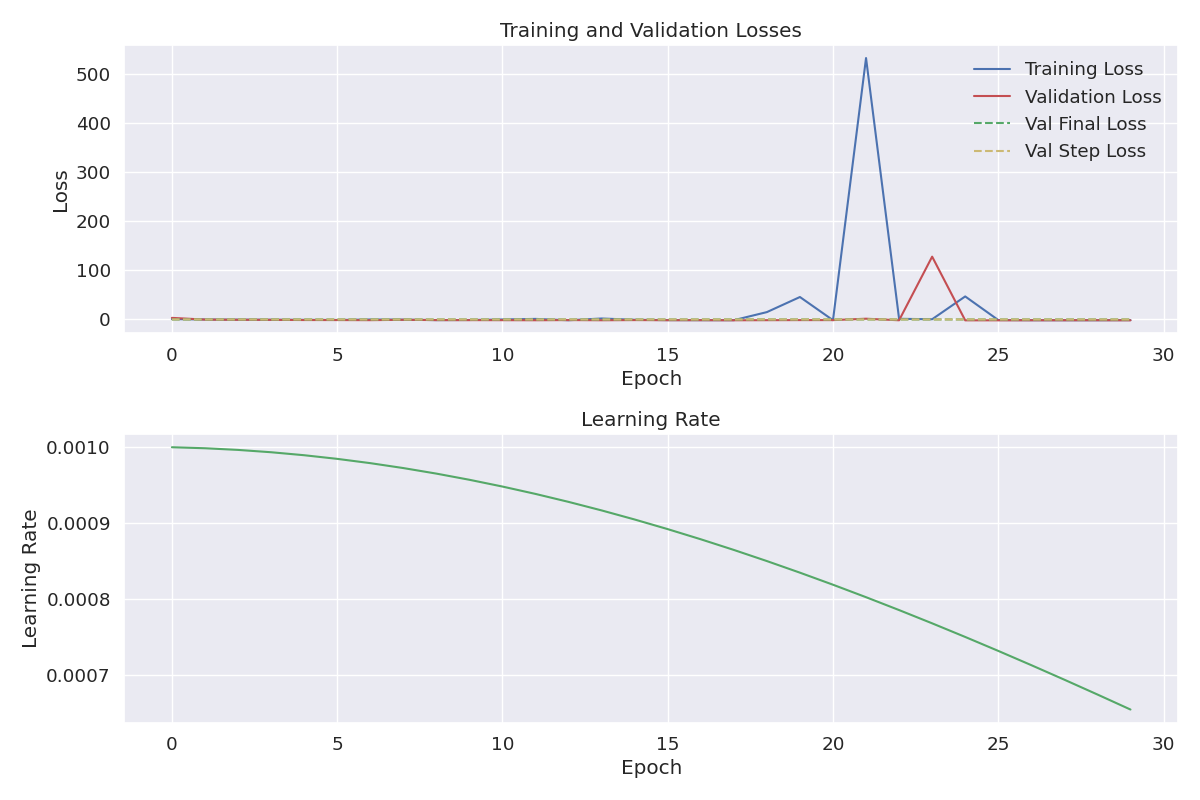 Training and Validation Losses
500
400
300
200
100
0
Loss
Training Loss
Validation Loss
Val Final Loss
Val Step Loss
0 5 10 15 20 25 30
Epoch
Learning Rate
0.0010
0.0009
0.0008
0.0007
Learning Rate
0 5 10 15 20 25 30
Epoch